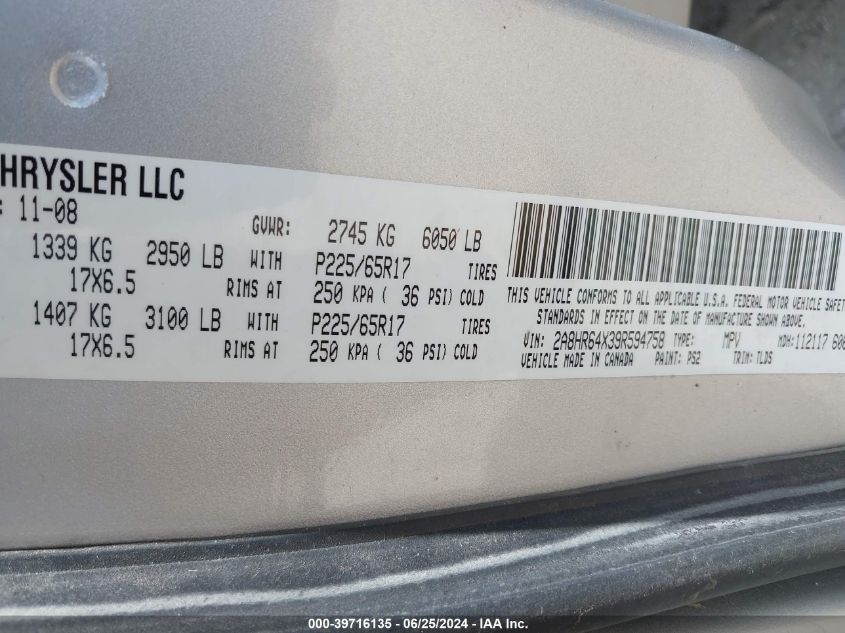 HRYSLER LLC
: 11-08 GVWR: 2745 KG 6050 LB
1339 KG 2950 LB WITH P225/65R17 TIRES
17X6.5 RIMS AT 250 KPA ( 36 PSI) COLD
1407 KG 3100 LB WITH P225/65R17 TIRES
17X6.5 RIMS AT 250 KPA ( 36 PSI) COLD
THIS VEHICLE CONFORMS TO ALL APPLICABLE U.S.A. FEDERAL MOTOR VEHICLE SAFET
STANDARDS IN EFFECT ON THE DATE OF MANUFACTURE SHOWN ABOVE.
VIN: 2A8HR64X39R594758 TYPE: MPV MDH: 112117 
VEHICLE MADE IN CANADA PAINT: PS2 TRIM: TLDS
000-39716135 - 06/25/2024 - IAA Inc.